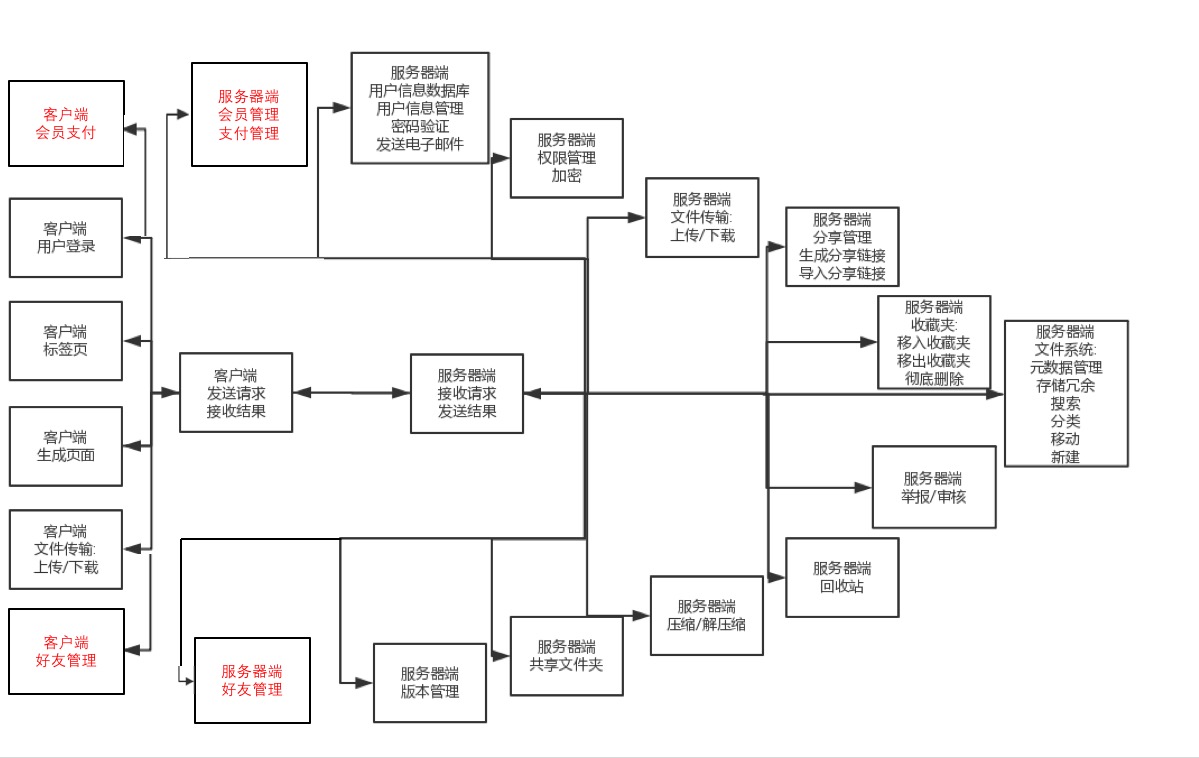 客户端
会员支付
服务器端
会员管理
支付管理
服务器端
用户信息数据库
用户信息管理
密码验证
发送电子邮件
服务器端
权限管理
加密
服务器端
文件传输:
上传/下载
服务器端
分享管理
生成分享链接
导入分享链接
客户端
用户登录
客户端
标签页
服务器端
收藏夹:
移入收藏夹
移出收藏夹
彻底删除
服务器端
文件系统:
元数据管理
存储冗余
搜索
分类
移动
新建
客户端
发送请求
接收结果
服务器端
接收请求
发送结果
客户端
生成页面
服务器端
举报/审核
客户端
文件传输:
上传/下载
服务器端
回收站
客户端
好友管理
服务器端
好友管理
服务器端
版本管理
服务器端
共享文件夹
服务器端
压缩/解压缩